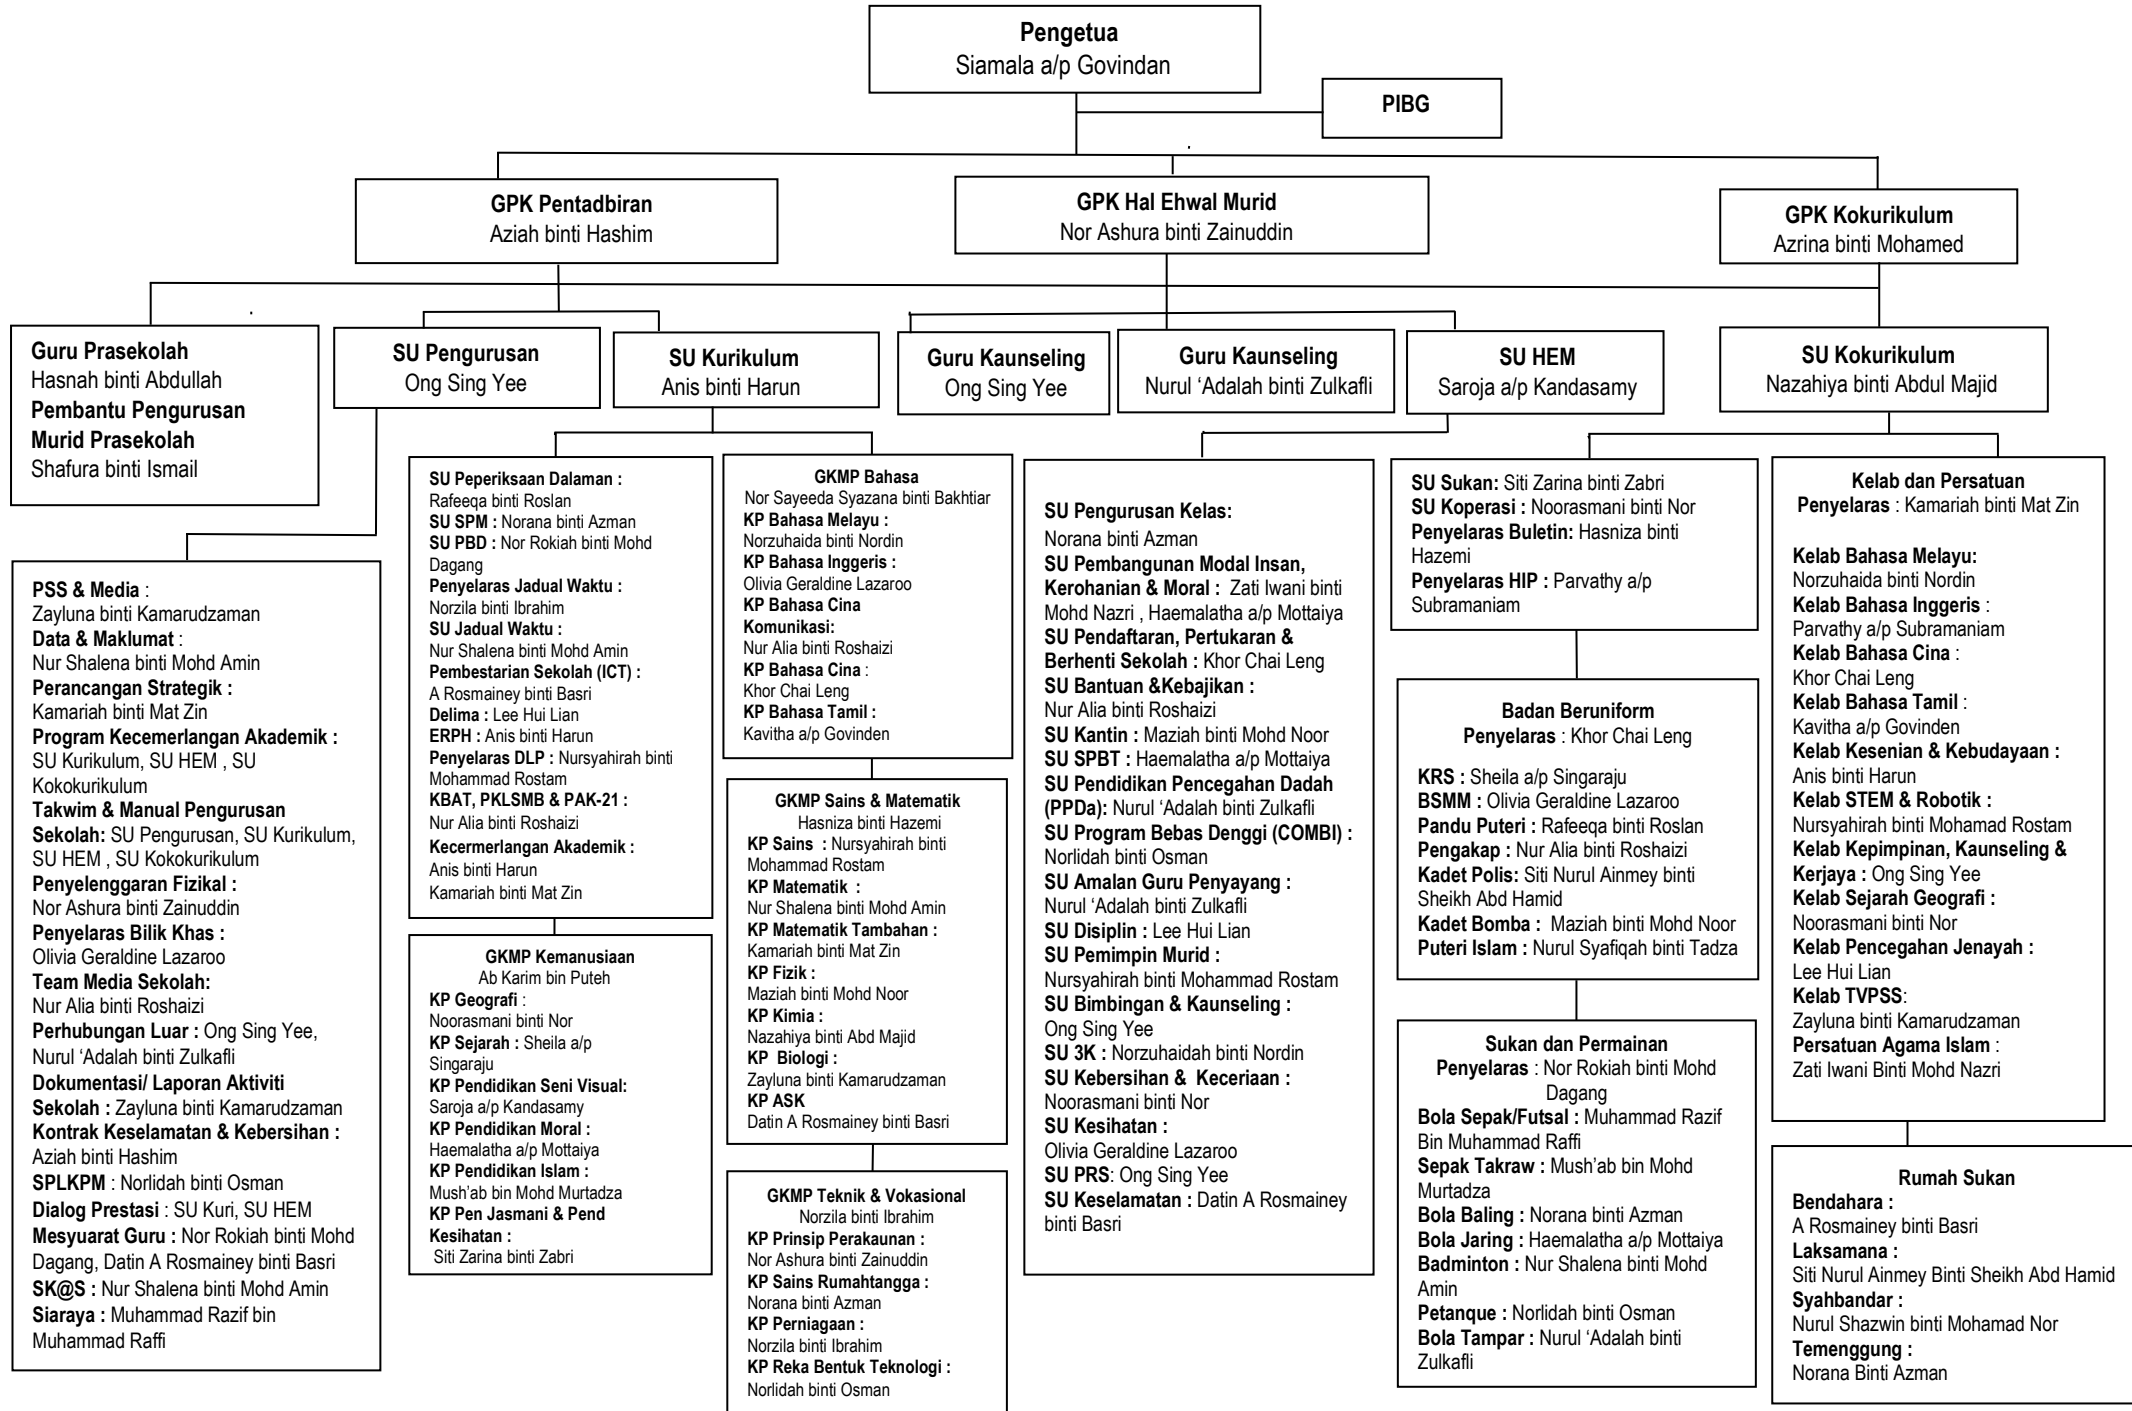 Pengetua
Siamala a/p Govindan
PIBG
GPK Pentadbiran
Aziah binti Hashim
GPK Hal Ehwal Murid
Nor Ashura binti Zainuddin
GPK Kokurikulum
Azrina binti Mohamed
Guru Prasekolah
Hasnah binti Abdullah
Pembantu Pengurusan
Murid Prasekolah
Shafura binti Ismail
SU Pengurusan
Ong Sing Yee
SU Kurikulum
Anis binti Harun
Guru Kaunseling
Ong Sing Yee
Guru Kaunseling
Nurul ‘Adalah binti Zulkafli
SU HEM
Saroja a/p Kandasamy
SU Kokurikulum
Nazahiya binti Abdul Majid
PSS & Media :
Zayluna binti Kamarudzaman
Data & Maklumat :
Nur Shalena binti Mohd Amin
Perancangan Strategik :
Kamariah binti Mat Zin
Program Kecemerlangan Akademik :
SU Kurikulum, SU HEM , SU
Kokokurikulum
Takwim & Manual Pengurusan
Sekolah: SU Pengurusan, SU Kurikulum,
SU HEM , SU Kokokurikulum
Penyelenggaran Fizikal :
Nor Ashura binti Zainuddin
Penyelaras Bilik Khas :
Olivia Geraldine Lazaroo
Team Media Sekolah:
Nur Alia binti Roshaizi
Perhubungan Luar : Ong Sing Yee,
Nurul ‘Adalah binti Zulkafli
Dokumentasi/ Laporan Aktiviti
Sekolah : Zayluna binti Kamarudzaman
Kontrak Keselamatan & Kebersihan :
Aziah binti Hashim
SPLKPM : Norlidah binti Osman
Dialog Prestasi : SU Kuri, SU HEM
Mesyuarat Guru : Nor Rokiah binti Mohd
Dagang, Datin A Rosmainey binti Basri
SK@S : Nur Shalena binti Mohd Amin
Siaraya : Muhammad Razif bin
Muhammad Raffi
SU Peperiksaan Dalaman :
Rafeeqa binti Roslan
SU SPM : Norana binti Azman
SU PBD : Nor Rokiah binti Mohd
Dagang
Penyelaras Jadual Waktu :
Norzila binti Ibrahim
SU Jadual Waktu :
Nur Shalena binti Mohd Amin
Pembestarian Sekolah (ICT) :
A Rosmainey binti Basri
Delima : Lee Hui Lian
ERPH : Anis binti Harun
Penyelaras DLP : Nursyahirah binti
Mohammad Rostam
KBAT, PKLSMB & PAK-21 :
Nur Alia binti Roshaizi
Kecermerlangan Akademik :
Anis binti Harun
Kamariah binti Mat Zin
GKMP Kemanusiaan
Ab Karim bin Puteh
KP Geografi :
Noorasmani binti Nor
KP Sejarah : Sheila a/p
Singaraju
KP Pendidikan Seni Visual:
Saroja a/p Kandasamy
KP Pendidikan Moral :
Haemalatha a/p Mottaiya
KP Pendidikan Islam :
Mush’ab bin Mohd Murtadza
KP Pen Jasmani & Pend
Kesihatan :
Siti Zarina binti Zabri
GKMP Bahasa
Nor Sayeeda Syazana binti Bakhtiar
KP Bahasa Melayu :
Norzuhaida binti Nordin
KP Bahasa Inggeris :
Olivia Geraldine Lazaroo
KP Bahasa Cina
Komunikasi:
Nur Alia binti Roshaizi
KP Bahasa Cina :
Khor Chai Leng
KP Bahasa Tamil :
Kavitha a/p Govinden
GKMP Sains & Matematik
Hasniza binti Hazemi
KP Sains : Nursyahirah binti
Mohammad Rostam
KP Matematik :
Nur Shalena binti Mohd Amin
KP Matematik Tambahan :
Kamariah binti Mat Zin
KP Fizik :
Maziah binti Mohd Noor
KP Kimia :
Nazahiya binti Abd Majid
KP Biologi :
Zayluna binti Kamarudzaman
KP ASK
Datin A Rosmainey binti Basri
GKMP Teknik & Vokasional
Norzila binti Ibrahim
KP Prinsip Perakaunan :
Nor Ashura binti Zainuddin
KP Sains Rumahtangga :
Norana binti Azman
KP Perniagaan :
Norzila binti Ibrahim
KP Reka Bentuk Teknologi :
Norlidah binti Osman
SU Pengurusan Kelas:
Norana binti Azman
SU Pembangunan Modal Insan,
Kerohanian & Moral : Zati Iwani binti
Mohd Nazri , Haemalatha a/p Mottaiya
SU Pendaftaran, Pertukaran &
Berhenti Sekolah : Khor Chai Leng
SU Bantuan &Kebajikan :
Nur Alia binti Roshaizi
SU Kantin : Maziah binti Mohd Noor
SU SPBT : Haemalatha a/p Mottaiya
SU Pendidikan Pencegahan Dadah
(PPDa): Nurul ‘Adalah binti Zulkafli
SU Program Bebas Denggi (COMBI) :
Norlidah binti Osman
SU Amalan Guru Penyayang :
Nurul ‘Adalah binti Zulkafli
SU Disiplin : Lee Hui Lian
SU Pemimpin Murid :
Nursyahirah binti Mohammad Rostam
SU Bimbingan & Kaunseling :
Ong Sing Yee
SU 3K : Norzuhaidah binti Nordin
SU Kebersihan & Keceriaan :
Noorasmani binti Nor
SU Kesihatan :
Olivia Geraldine Lazaroo
SU PRS: Ong Sing Yee
SU Keselamatan : Datin A Rosmainey
binti Basri
SU Sukan: Siti Zarina binti Zabri
SU Koperasi : Noorasmani binti Nor
Penyelaras Buletin: Hasniza binti
Hazemi
Penyelaras HIP : Parvathy a/p
Subramaniam
Badan Beruniform
Penyelaras : Khor Chai Leng
KRS : Sheila a/p Singaraju
BSMM : Olivia Geraldine Lazaroo
Pandu Puteri : Rafeeqa binti Roslan
Pengakap : Nur Alia binti Roshaizi
Kadet Polis: Siti Nurul Ainmey binti
Sheikh Abd Hamid
Kadet Bomba : Maziah binti Mohd Noor
Puteri Islam : Nurul Syafiqah binti Tadza
Sukan dan Permainan
Penyelaras : Nor Rokiah binti Mohd
Dagang
Bola Sepak/Futsal : Muhammad Razif
Bin Muhammad Raffi
Sepak Takraw : Mush’ab bin Mohd
Murtadza
Bola Baling : Norana binti Azman
Bola Jaring : Haemalatha a/p Mottaiya
Badminton : Nur Shalena binti Mohd
Amin
Petanque : Norlidah binti Osman
Bola Tampar : Nurul ‘Adalah binti
Zulkafli
Kelab dan Persatuan
Penyelaras : Kamariah binti Mat Zin
Kelab Bahasa Melayu:
Norzuhaida binti Nordin
Kelab Bahasa Inggeris :
Parvathy a/p Subramaniam
Kelab Bahasa Cina :
Khor Chai Leng
Kelab Bahasa Tamil :
Kavitha a/p Govinden
Kelab Kesenian & Kebudayaan :
Anis binti Harun
Kelab STEM & Robotik :
Nursyahirah binti Mohamad Rostam
Kelab Kepimpinan, Kaunseling &
Kerjaya : Ong Sing Yee
Kelab Sejarah Geografi :
Noorasmani binti Nor
Kelab Pencegahan Jenayah :
Lee Hui Lian
Kelab TVPSS:
Zayluna binti Kamarudzaman
Persatuan Agama Islam :
Zati Iwani Binti Mohd Nazri
Rumah Sukan
Bendahara :
A Rosmainey binti Basri
Laksamana :
Siti Nurul Ainmey Binti Sheikh Abd Hamid
Syahbandar :
Nurul Shazwin binti Mohamad Nor
Temenggung :
Norana Binti Azman